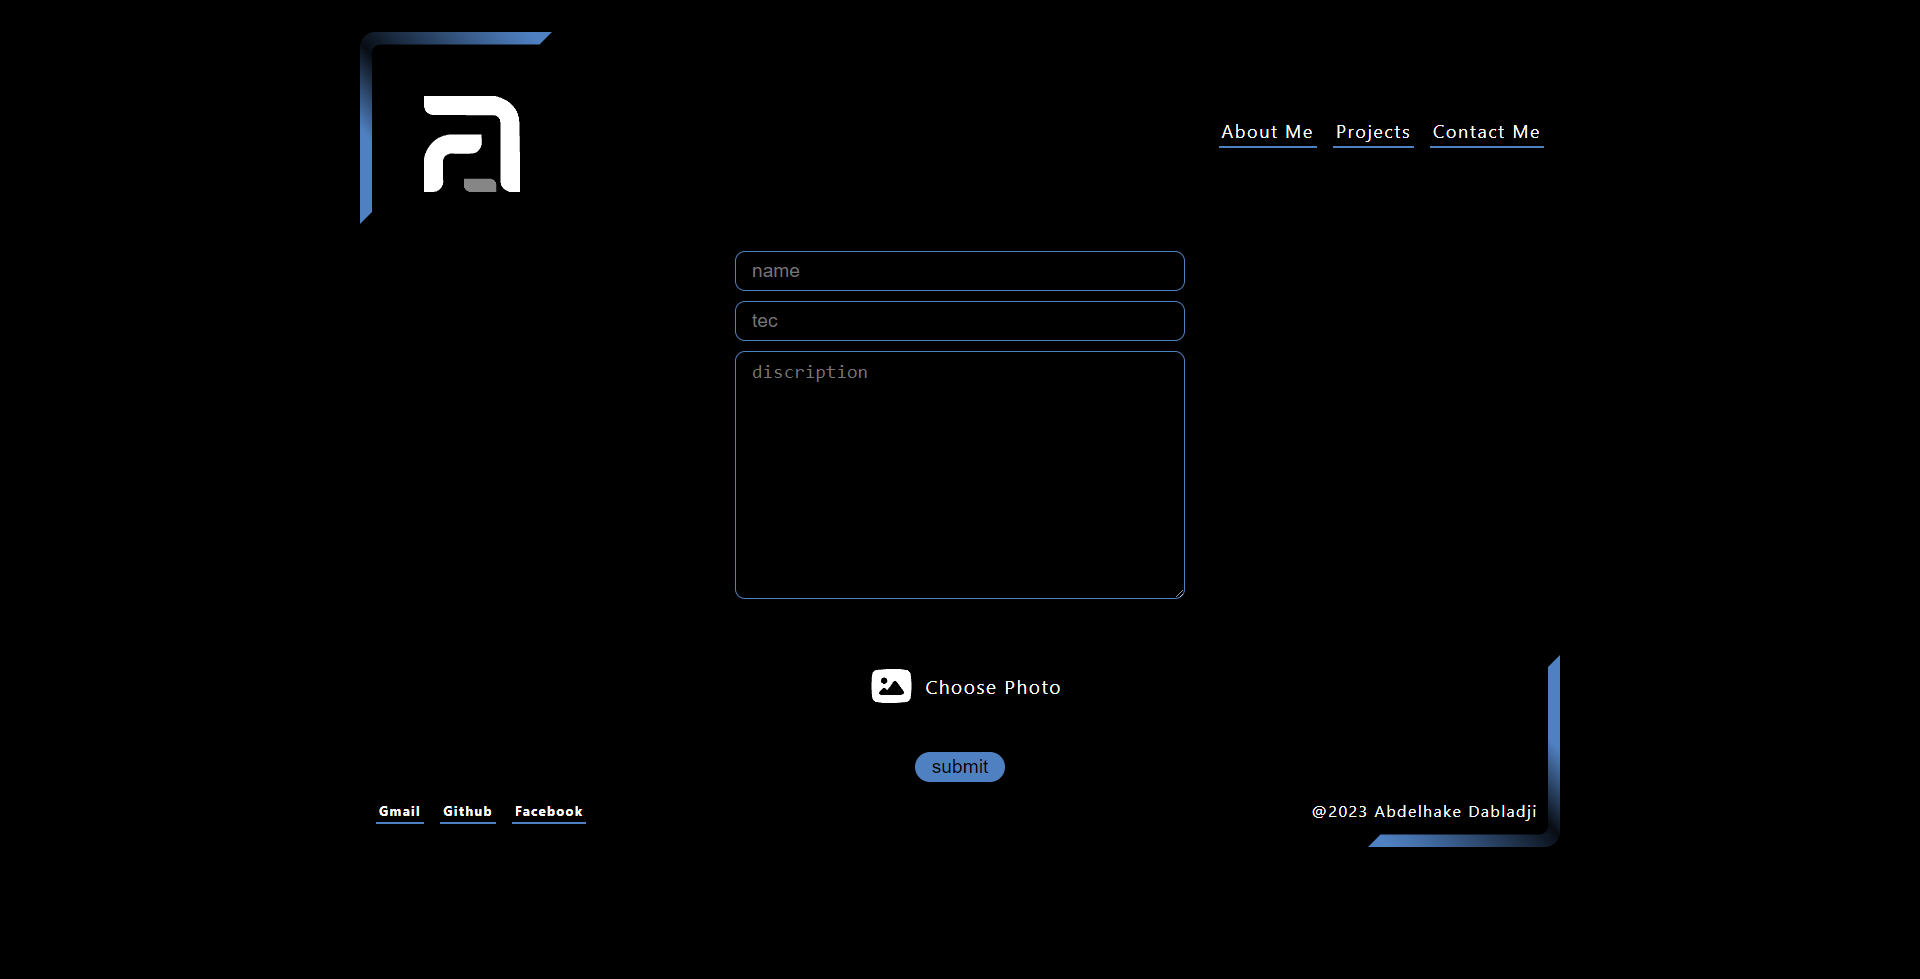 About Me Projects Contact Me
name
tec
discription
Choose Photo
submit
Gmail Github Facebook
@2023 Abdelhake Dabladji